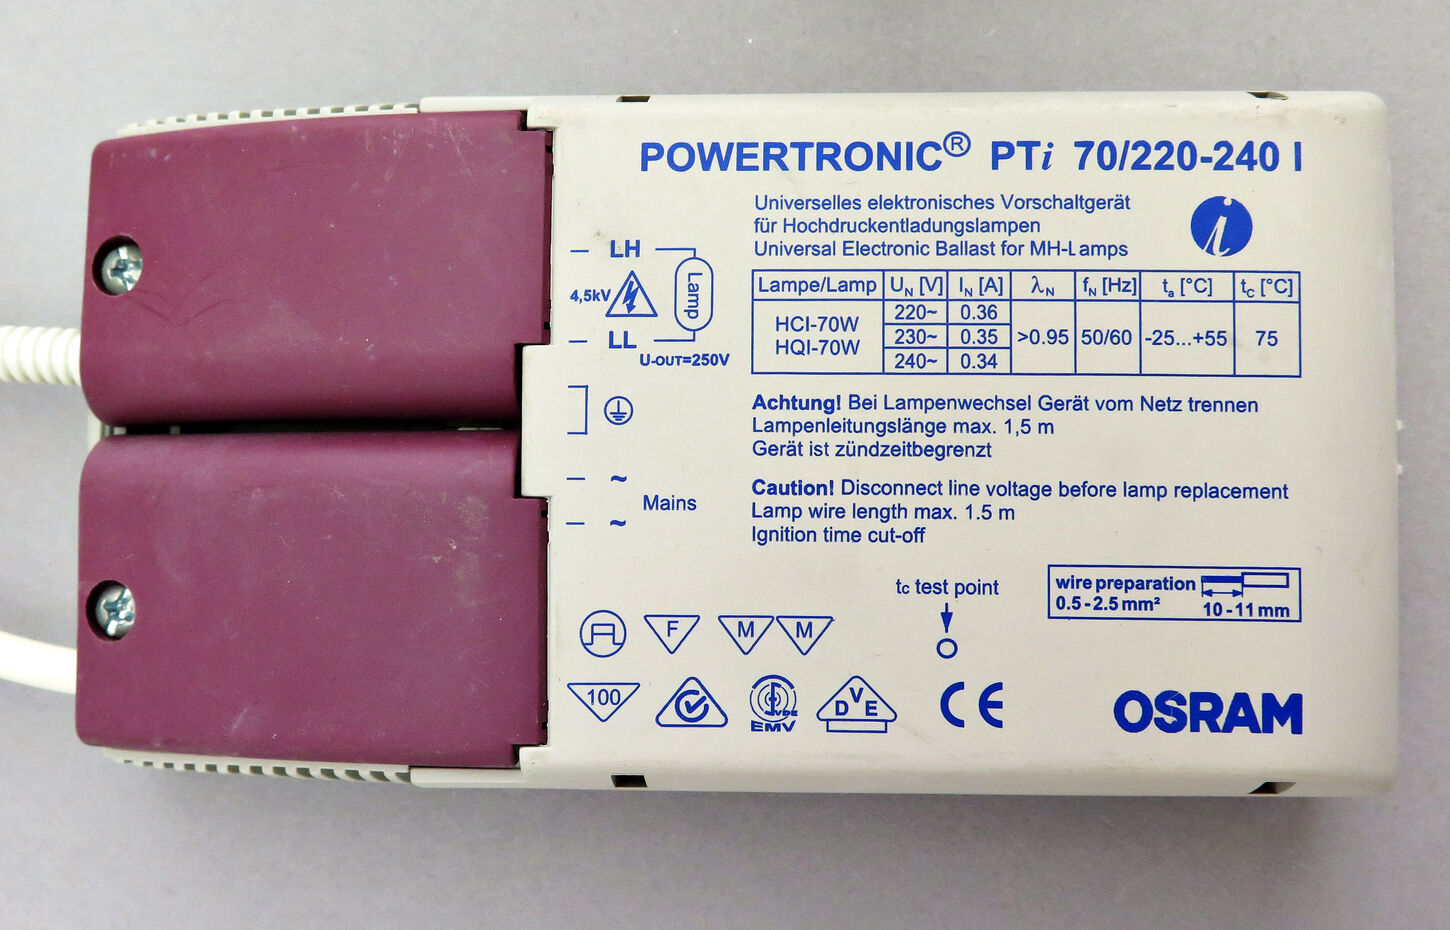 POWERTRONIC® PTi 70/220-240 I
Universelles elektronisches Vorschaltgerät
für Hochdruckentladungslampen
Universal Electronic Ballast for MH-Lamps
i
LH
4,5kV
Lamp
LL
U-OUT=250V
Lampe/Lamp UN [V] IN [A] λN fN [Hz] ta [°C] tc [°C]
HCI-70W
HQI-70W
220~ 0.36
230~ 0.35 >0.95 50/60 -25...+55 75
240~ 0.34
Achtung! Bei Lampenwechsel Gerät vom Netz trennen
Lampenleitungslänge max. 1,5 m
Gerät ist zündzeitbegrenzt
~
Mains
~
Caution! Disconnect line voltage before lamp replacement
Lamp wire length max. 1.5 m
Ignition time cut-off
tc test point
wire preparation
0.5-2.5 mm² 10-11 mm
F M M
100
VDE
EMV
DVE
CE
OSRAM